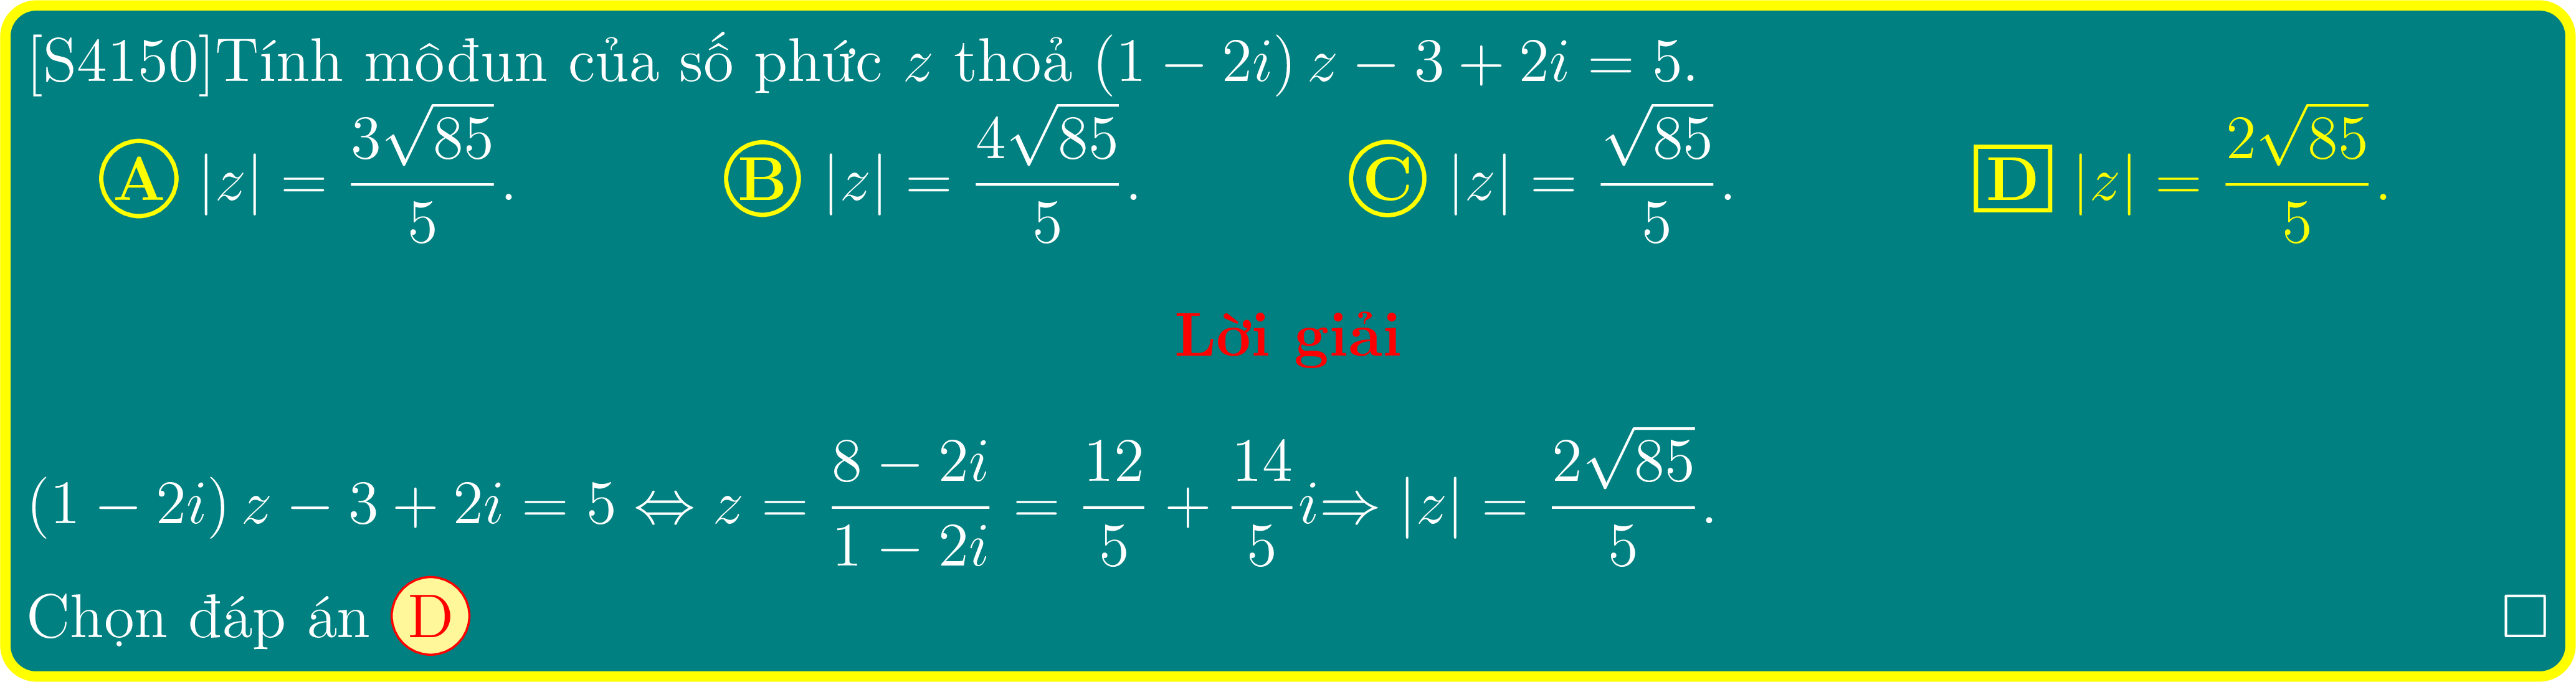 [S4150]Tính môđun của số phức z thoả (1 − 2i) z − 3 + 2i = 5.
A |z| = \frac{3\sqrt{85}}{5}. B |z| = \frac{4\sqrt{85}}{5}. C |z| = \frac{\sqrt{85}}{5}. D |z| = \frac{2\sqrt{85}}{5}.
Lời giải
(1 − 2i) z − 3 + 2i = 5 ⇔ z = \frac{8 − 2i}{1 − 2i} = \frac{12}{5} + \frac{14}{5}i ⇒ |z| = \frac{2\sqrt{85}}{5}.
Chọn đáp án D □